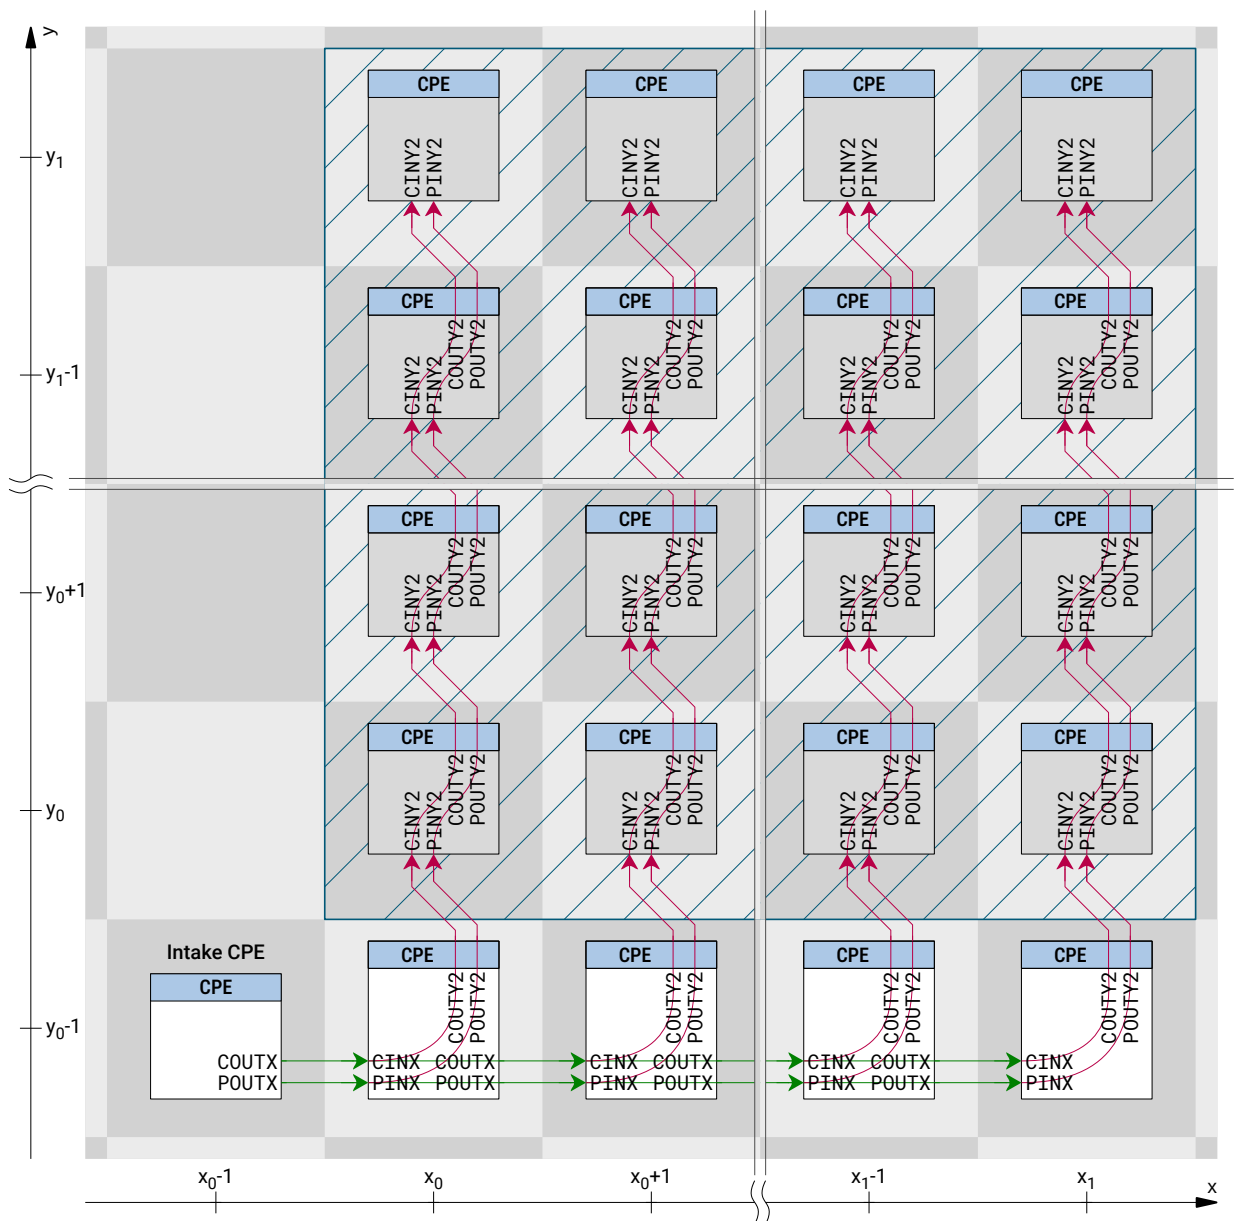 y
CPE CPE CPE CPE
CINY2 PINY2 CINY2 PINY2 CINY2 PINY2 CINY2 PINY2
y1
CPE CPE CPE CPE
CINY2 PINY2 COUTY2 POUTY2 CINY2 PINY2 COUTY2 POUTY2 CINY2 PINY2 COUTY2 POUTY2 CINY2 PINY2 COUTY2 POUTY2
y1-1
CPE CPE CPE CPE
CINY2 PINY2 COUTY2 POUTY2 CINY2 PINY2 COUTY2 POUTY2 CINY2 PINY2 COUTY2 POUTY2 CINY2 PINY2 COUTY2 POUTY2
y0+1
CPE CPE CPE CPE
CINY2 PINY2 COUTY2 POUTY2 CINY2 PINY2 COUTY2 POUTY2 CINY2 PINY2 COUTY2 POUTY2 CINY2 PINY2 COUTY2 POUTY2
y0
Intake CPE
CPE CPE CPE CPE CPE
COUTY2 POUTY2 COUTY2 POUTY2 COUTY2 POUTY2 COUTY2 POUTY2
y0-1
COUTX CINX COUTX CINX COUTX CINX COUTX CINX
POUTX PINX POUTX PINX POUTX PINX POUTX PINX
x0-1 x0 x0+1 x1-1 x1 x